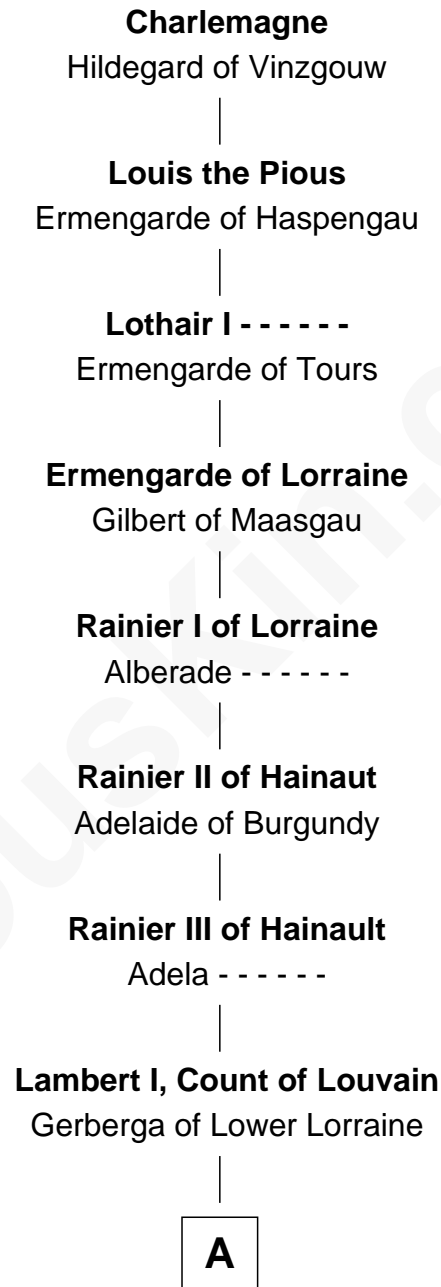 Charlemagne
Hildegard of Vinzgouw
Louis the Pious
Ermengarde of Haspengau
Lothair I - - - - - -
Ermengarde of Tours
Ermengarde of Lorraine
Gilbert of Maasgau
Rainier I of Lorraine
Alberade - - - - - -
Rainier II of Hainaut
Adelaide of Burgundy
Rainier III of Hainault
Adela - - - - - -
Lambert I, Count of Louvain
Gerberga of Lower Lorraine
A